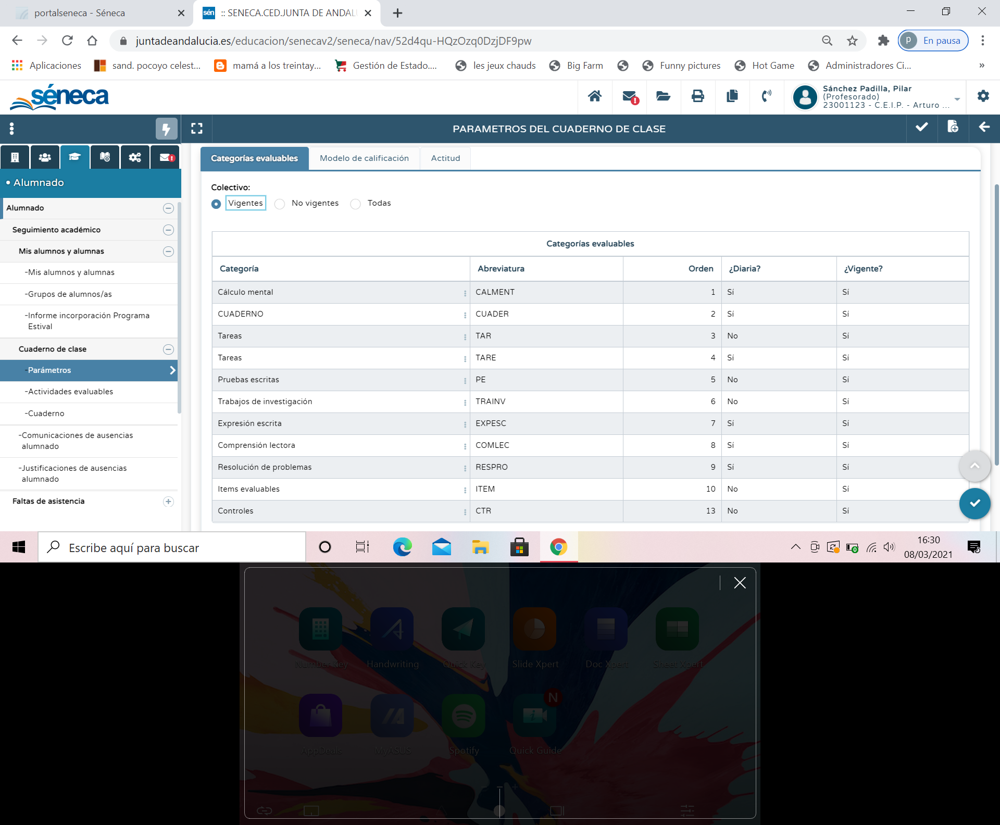 portalseneca - Séneca
sén :: SENECA.CED.JUNTA DE ANDAL
juntadeandalucia.es/educacion/senecav2/seneca/nav/52d4qu-HQzOzq0DzjDF9pw
P En pausa
Aplicaciones sand. pocoyo celest... mamá a los treintay... Gestión de Estado.... les jeux chauds Big Farm Funny pictures Hot Game Administradores Ci... »
séneca
Sánchez Padilla, Pilar
(Profesorado)
23001123 - C.E.I.P. - Arturo ...
PARAMETROS DEL CUADERNO DE CLASE
• Alumnado
Alumnado
Seguimiento académico
Mis alumnos y alumnas
-Mis alumnos y alumnas
-Grupos de alumnos/as
-Informe incorporación Programa
Estival
Cuaderno de clase
-Parámetros
-Actividades evaluables
-Cuaderno
-Comunicaciones de ausencias
alumnado
-Justificaciones de ausencias
alumnado
Faltas de asistencia
Categorías evaluables Modelo de calificación Actitud
Colectivo:
Vigentes No vigentes Todas
Categorías evaluables
Categoría Abreviatura Orden ¿Diaria? ¿Vigente?
Cálculo mental CALMENT 1 Sí Sí
CUADERNO CUADER 2 Sí Sí
Tareas TAR 3 No Sí
Tareas TARE 4 Sí Sí
Pruebas escritas PE 5 No Sí
Trabajos de investigación TRAINV 6 No Sí
Expresión escrita EXPESC 7 Sí Sí
Comprensión lectora COMLEC 8 Sí Sí
Resolución de problemas RESPRO 9 Sí Sí
Items evaluables ITEM 10 No Sí
Controles CTR 13 No Sí
Escribe aquí para buscar
16:30
08/03/2021
Number Key Handwriting Quick Key Slide Xpert Doc Xpert Sheet Xpert
N
AppDeals MyASUS Spotify Quick Guide